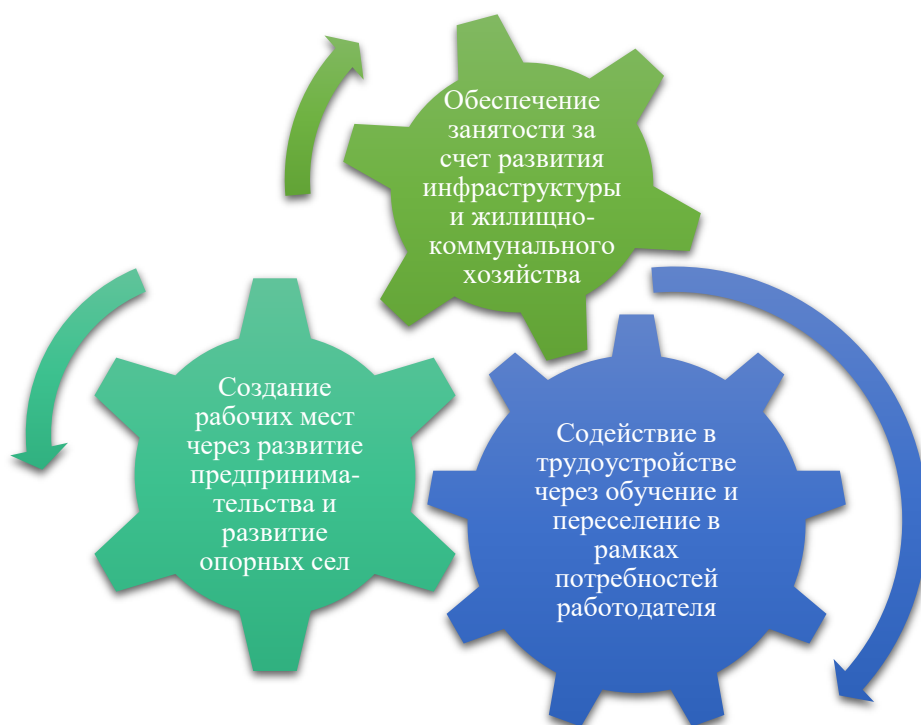 Обеспечение
занятости за
счет развития
инфраструктуры
и жилищно-
коммунального
хозяйства
Создание
рабочих мест
через развитие
предпринима-
тельства и
развитие
опорных сел
Содействие в
трудоустройстве
через обучение и
переселение в
рамках
потребностей
работодателя